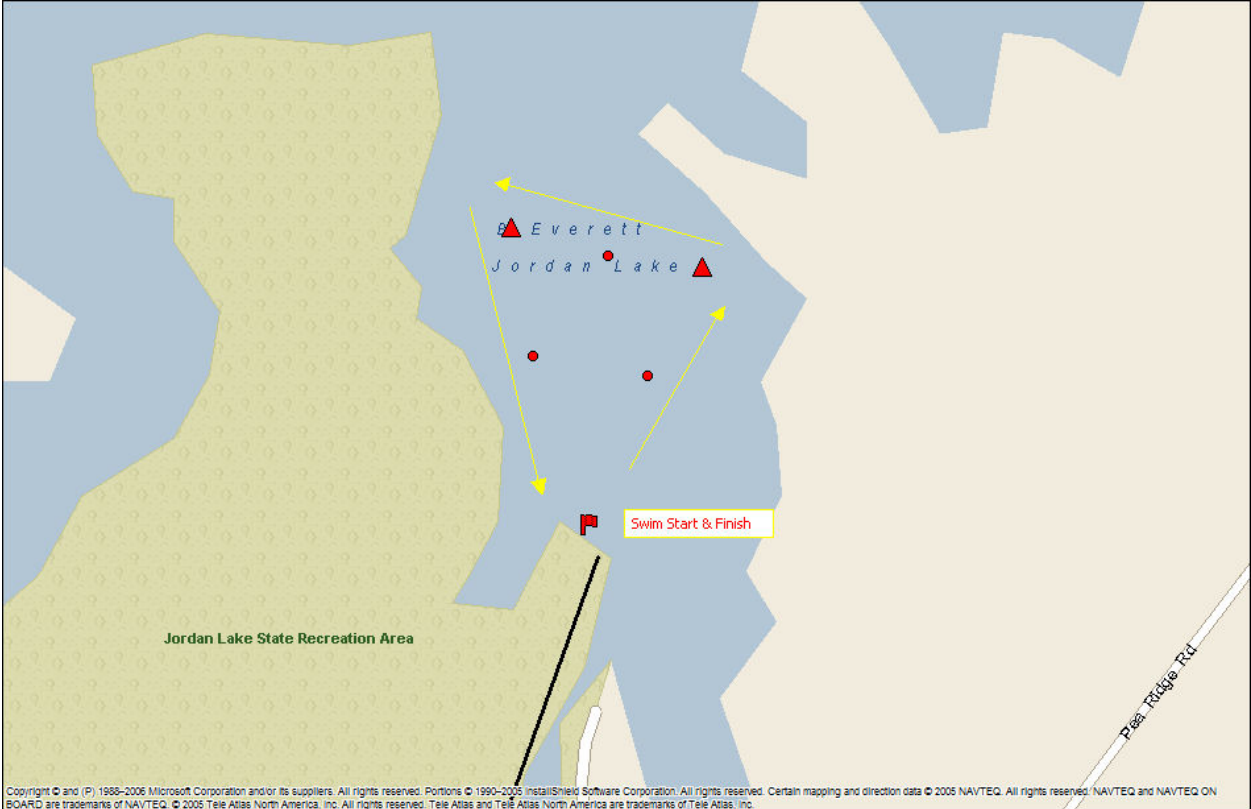 B Everett
Jordan Lake
Swim Start & Finish
Jordan Lake State Recreation Area
Pea Ridge Rd
Copyright © and (P) 1988–2006 Microsoft Corporation and/or its suppliers. All rights reserved. Portions © 1990–2005 InstallShield Software Corporation. All rights reserved. Certain mapping and direction data © 2005 NAVTEQ. All rights reserved. NAVTEQ and NAVTEQ ON
BOARD are trademarks of NAVTEQ. © 2005 Tele Atlas North America, Inc. All rights reserved. Tele Atlas and Tele Atlas North America are trademarks of Tele Atlas, Inc.